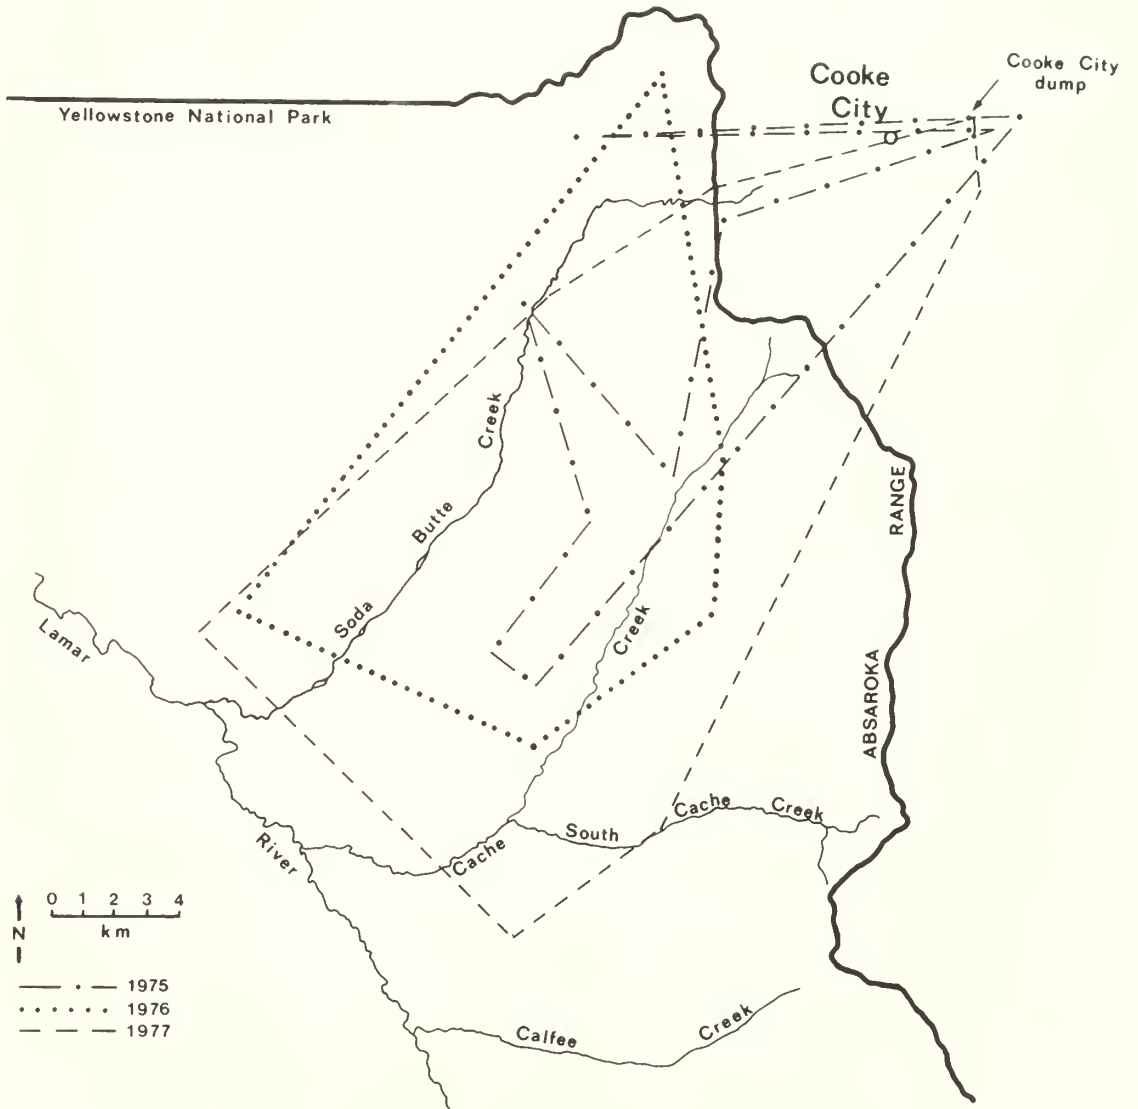 Cooke City
dump
Cooke
City
Yellowstone National Park
Creek
Butte
Soda
RANGE
ABSAROKA
Lamar
River
Creek
Cache
South
Cache Creek
Calfee
Creek
0 1 2 3 4
km
N
1975
1976
1977